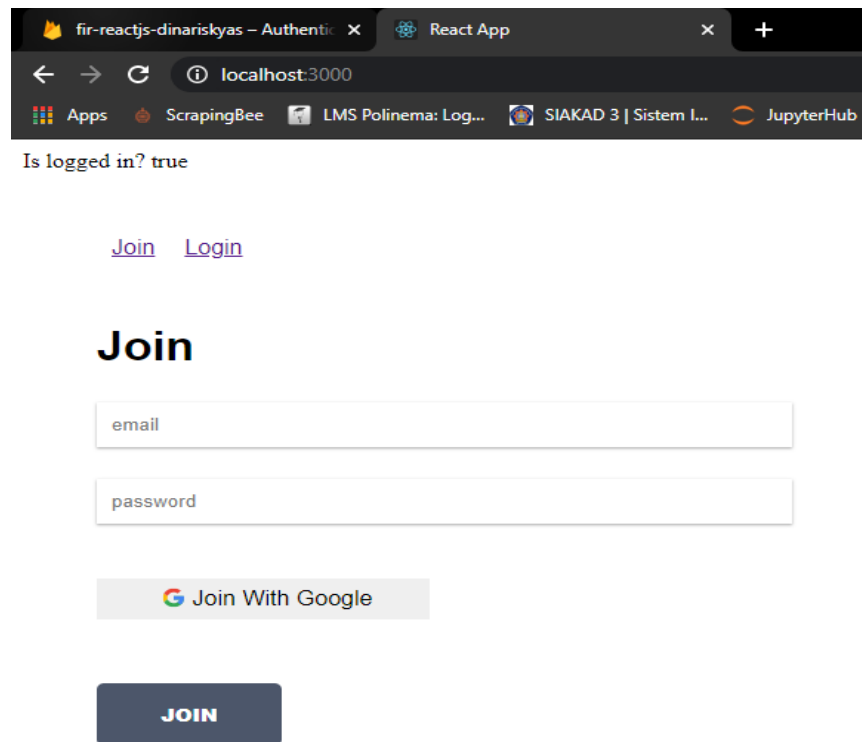 fir-reactjs-dinariskyas – Authentic
React App
localhost:3000
Apps ScrapingBee LMS Polinema: Log... SIAKAD 3 | Sistem I... JupyterHub
Is logged in? true
Join Login
Join
email
password
Join With Google
JOIN